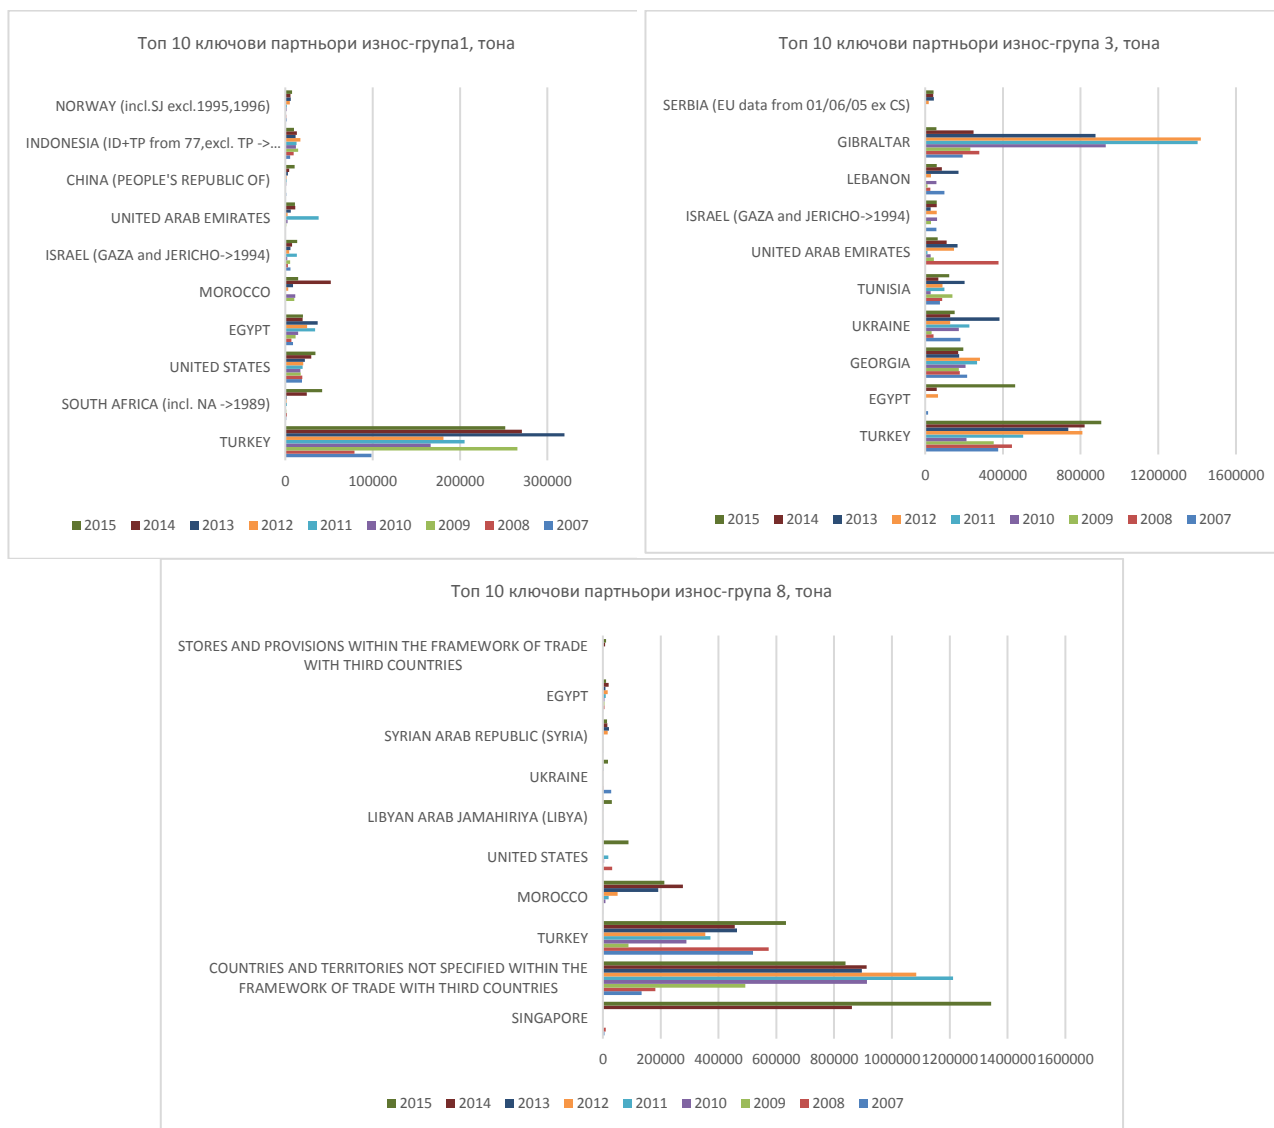 Топ 10 ключови партньори износ-група1, тона
NORWAY (incl.SJ excl.1995,1996)
INDONESIA (ID+TP from 77,excl. TP ->…
CHINA (PEOPLE'S REPUBLIC OF)
UNITED ARAB EMIRATES
ISRAEL (GAZA and JERICHO->1994)
MOROCCO
EGYPT
UNITED STATES
SOUTH AFRICA (incl. NA ->1989)
TURKEY
0 100000 200000 300000
2015 2014 2013 2012 2011 2010 2009 2008 2007
Топ 10 ключови партньори износ-група 3, тона
SERBIA (EU data from 01/06/05 ex CS)
GIBRALTAR
LEBANON
ISRAEL (GAZA and JERICHO->1994)
UNITED ARAB EMIRATES
TUNISIA
UKRAINE
GEORGIA
EGYPT
TURKEY
0 400000 800000 1200000 1600000
2015 2014 2013 2012 2011 2010 2009 2008 2007
Топ 10 ключови партньори износ-група 8, тона
STORES AND PROVISIONS WITHIN THE FRAMEWORK OF TRADE
WITH THIRD COUNTRIES
EGYPT
SYRIAN ARAB REPUBLIC (SYRIA)
UKRAINE
LIBYAN ARAB JAMAHIRIYA (LIBYA)
UNITED STATES
MOROCCO
TURKEY
COUNTRIES AND TERRITORIES NOT SPECIFIED WITHIN THE
FRAMEWORK OF TRADE WITH THIRD COUNTRIES
SINGAPORE
0 200000 400000 600000 800000 1000000 1200000 1400000 1600000
2015 2014 2013 2012 2011 2010 2009 2008 2007